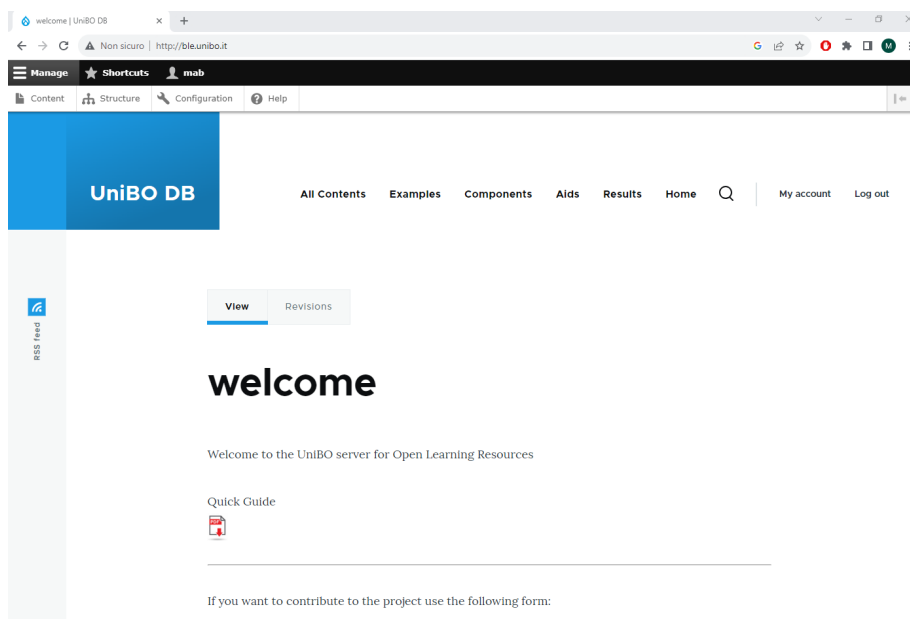 welcome | UniBO DB
Non sicuro | http://ble.unibo.it
G
M
Manage Shortcuts mab
Content Structure Configuration Help
UniBO DB
All Contents Examples Components Aids Results Home My account Log out
RSS feed
View Revisions
welcome
Welcome to the UniBO server for Open Learning Resources
Quick Guide
PDF
If you want to contribute to the project use the following form: